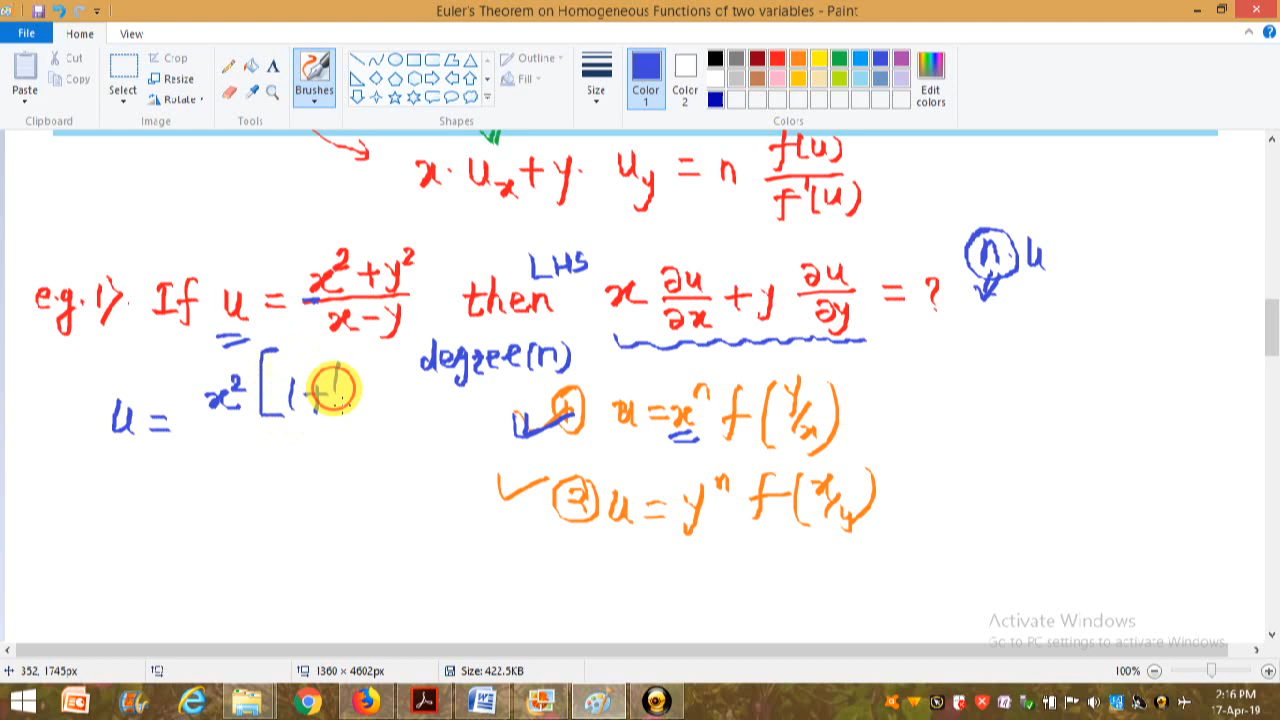 Euler's Theorem on Homogeneous Functions of two variables - Paint
File Home View
Paste Cut Copy Clipboard
Select Crop Resize Rotate Image
Tools
Brushes
Outline Fill Shapes
Size
Color 1 Color 2 Edit colors Colors
x · u_x + y · u_y = n f(u)/f'(u)
e.g. 1). If u = (x² + y²)/(x - y) then LHS x ∂u/∂x + y ∂u/∂y = ? n. u
degree(n)
u = x² [1 +
1 u = xⁿ f(y/x)
2 u = yⁿ f(x/y)
Activate Windows
Go to PC settings to activate Windows.
352, 1745px 1360 × 4602px Size: 422.5KB 100%
2:16 PM
17-Apr-19